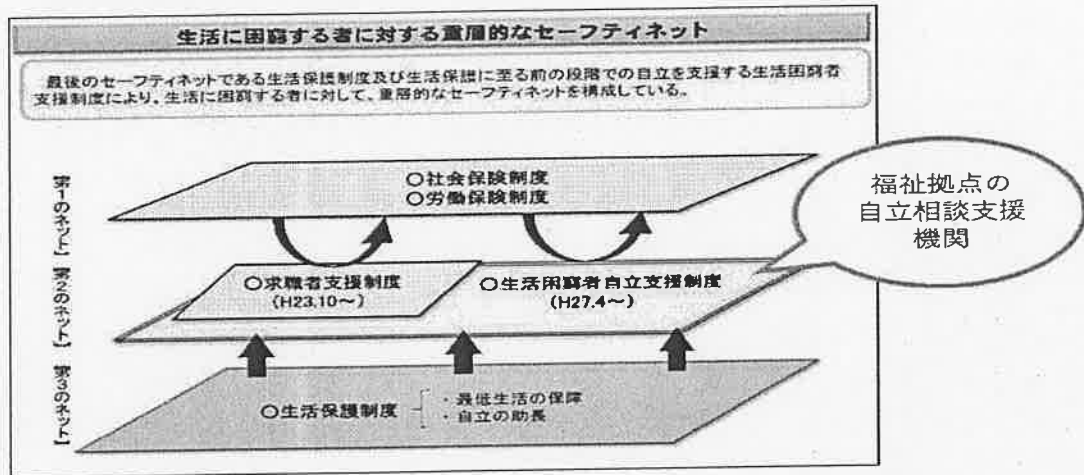 生活に困窮する者に対する重層的なセーフティネット
最後のセーフティネットである生活保護制度及び生活保護に至る前の段階での自立を支援する生活困窮者
支援制度により、生活に困窮する者に対して、重層的なセーフティネットを構成している。
【第1のネット】
○社会保険制度
○労働保険制度
福祉拠点の
自立相談支援
機関
【第2のネット】
○求職者支援制度
(H23.10～)
○生活困窮者自立支援制度
(H27.4～)
【第3のネット】
○生活保護制度
・最低生活の保障
・自立の助長